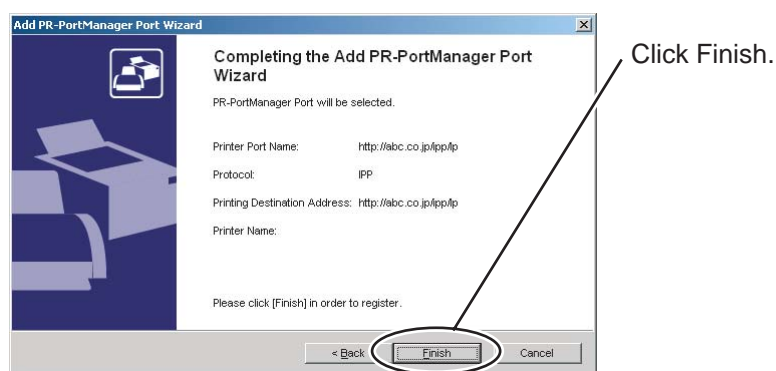 Add PR-PortManager Port Wizard
Completing the Add PR-PortManager Port
Wizard
PR-PortManager Port will be selected.
Printer Port Name: http://abc.co.jp/ipp/lp
Protocol: IPP
Printing Destination Address: http://abc.co.jp/ipp/lp
Printer Name:
Please click [Finish] in order to register.
< Back Finish Cancel
Click Finish.